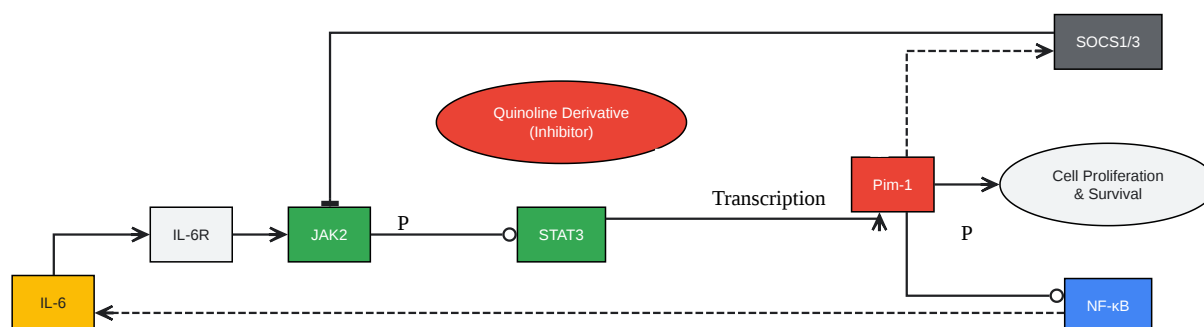 SOCS1/3
Quinoline Derivative
(Inhibitor)
Pim-1
Cell Proliferation
& Survival
Transcription
IL-6R
JAK2
P
STAT3
P
IL-6
NF-κB